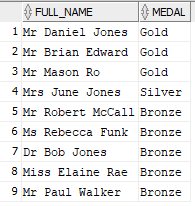 FULL_NAME MEDAL
1 Mr Daniel Jones Gold
2 Mr Brian Edward Gold
3 Mr Mason Ro Gold
4 Mrs June Jones Silver
5 Mr Robert McCall Bronze
6 Ms Rebecca Funk Bronze
7 Dr Bob Jones Bronze
8 Miss Elaine Rae Bronze
9 Mr Paul Walker Bronze